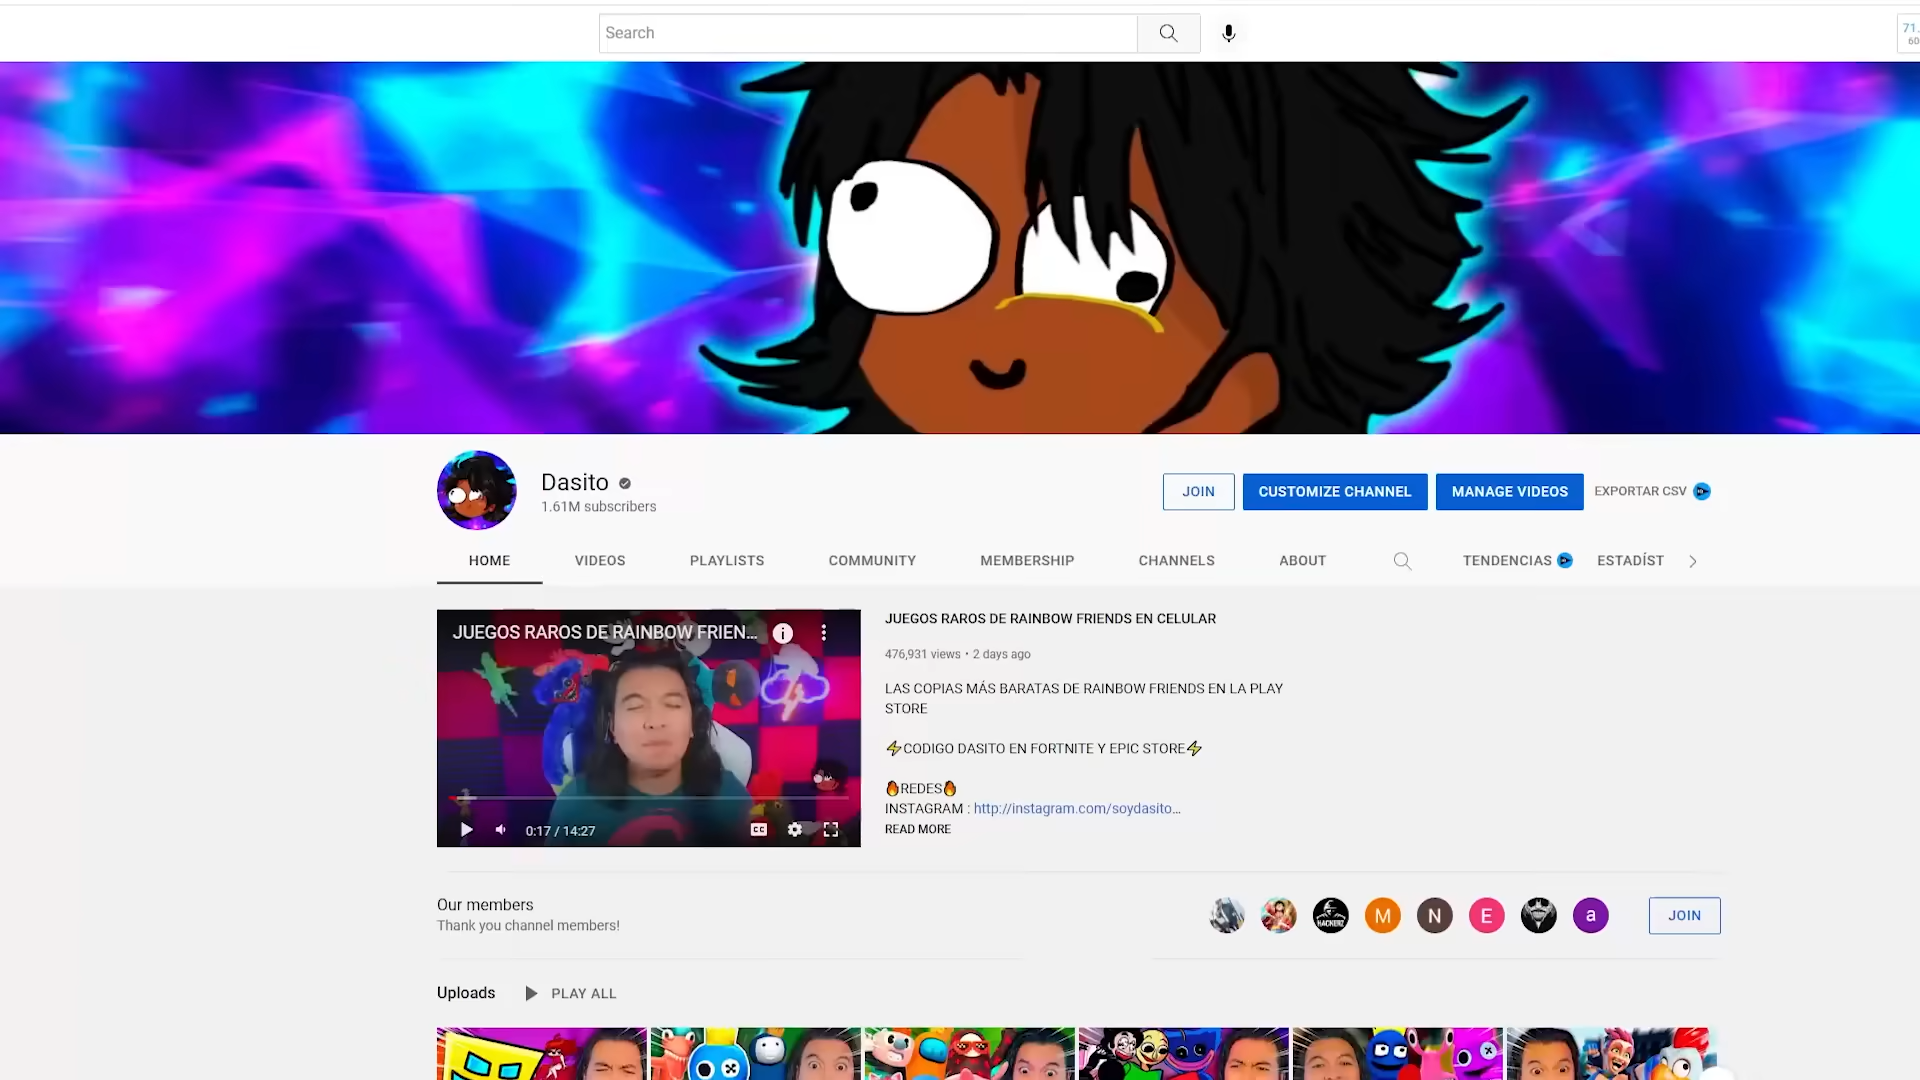 Search
71.
60
Dasito
1.61M subscribers
JOIN
CUSTOMIZE CHANNEL
MANAGE VIDEOS
EXPORTAR CSV
HOME
VIDEOS
PLAYLISTS
COMMUNITY
MEMBERSHIP
CHANNELS
ABOUT
TENDENCIAS
ESTADÍST
JUEGOS RAROS DE RAINBOW FRIEN...
CC
0:17 / 14:27
JUEGOS RAROS DE RAINBOW FRIENDS EN CELULAR
476,931 views • 2 days ago
LAS COPIAS MÁS BARATAS DE RAINBOW FRIENDS EN LA PLAY
STORE
⚡CODIGO DASITO EN FORTNITE Y EPIC STORE⚡
🔥REDES🔥
INSTAGRAM : http://instagram.com/soydasito...
READ MORE
Our members
Thank you channel members!
HACKERZ
M
N
E
a
JOIN
Uploads
PLAY ALL